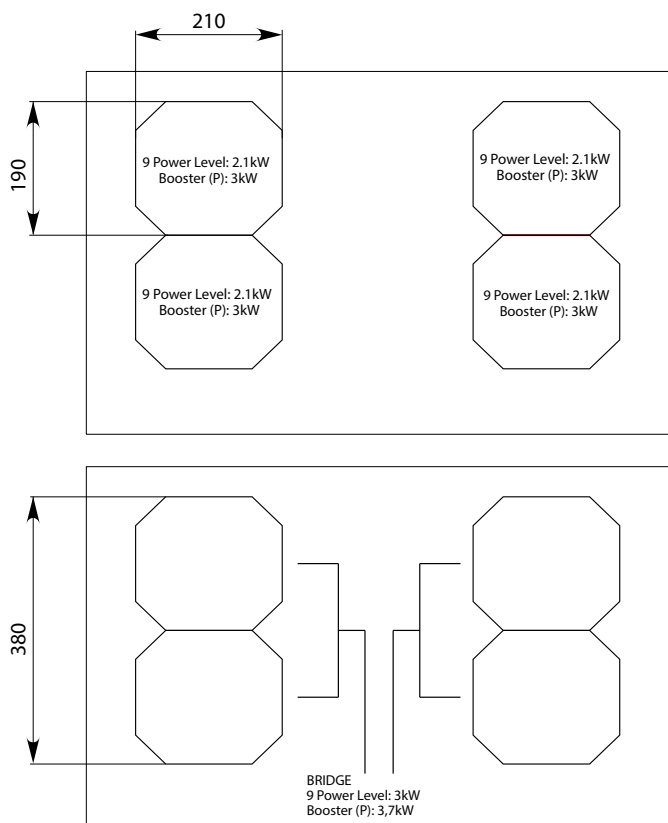 210
190
9 Power Level: 2.1kW
Booster (P): 3kW
9 Power Level: 2.1kW
Booster (P): 3kW
9 Power Level: 2.1kW
Booster (P): 3kW
9 Power Level: 2.1kW
Booster (P): 3kW
380
BRIDGE
9 Power Level: 3kW
Booster (P): 3,7kW